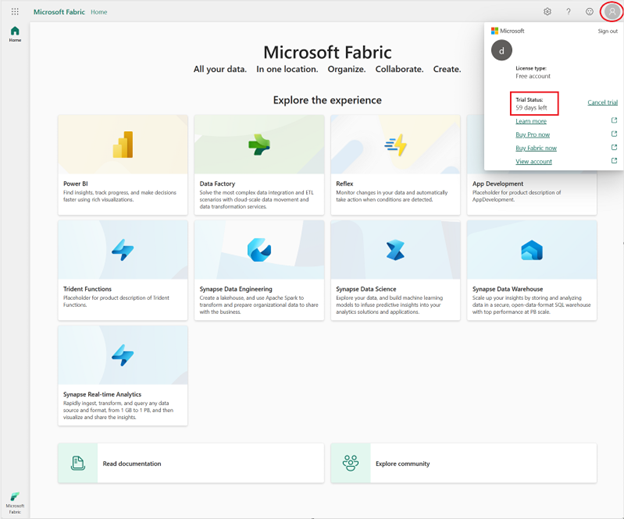 Microsoft Fabric Home
Microsoft
Sign out
d
License type:
Free account
Trial Status:
59 days left
Cancel trial
Learn more
Buy Pro now
Buy Fabric now
View account
Home
Microsoft Fabric
All your data. In one location. Organize. Collaborate. Create.
Explore the experience
Power BI
Find insights, track progress, and make decisions
faster using rich visualizations.
Data Factory
Solve the most complex data integration and ETL
scenarios with cloud-scale data movement and
data transformation services.
Reflex
Monitor changes in your data and automatically
take action when conditions are detected.
App Development
Placeholder for product description of
AppDevelopment.
Trident Functions
Placeholder for product description of Trident
Functions.
Synapse Data Engineering
Create a lakehouse, and use Apache Spark to
transform and prepare organizational data to share
with the business.
Synapse Data Science
Explore your data, and build machine learning
models to infuse predictive insights into your
analytics solutions and applications.
Synapse Data Warehouse
Scale up your insights by storing and analyzing
data in a secure, open-data format SQL warehouse
with top performance at PB scale.
Synapse Real-time Analytics
Rapidly ingest, transform, and query any data
source and format, from 1 GB to 1 PB, and then
visualize and share the insights.
Read documentation
Explore community
Microsoft
Fabric